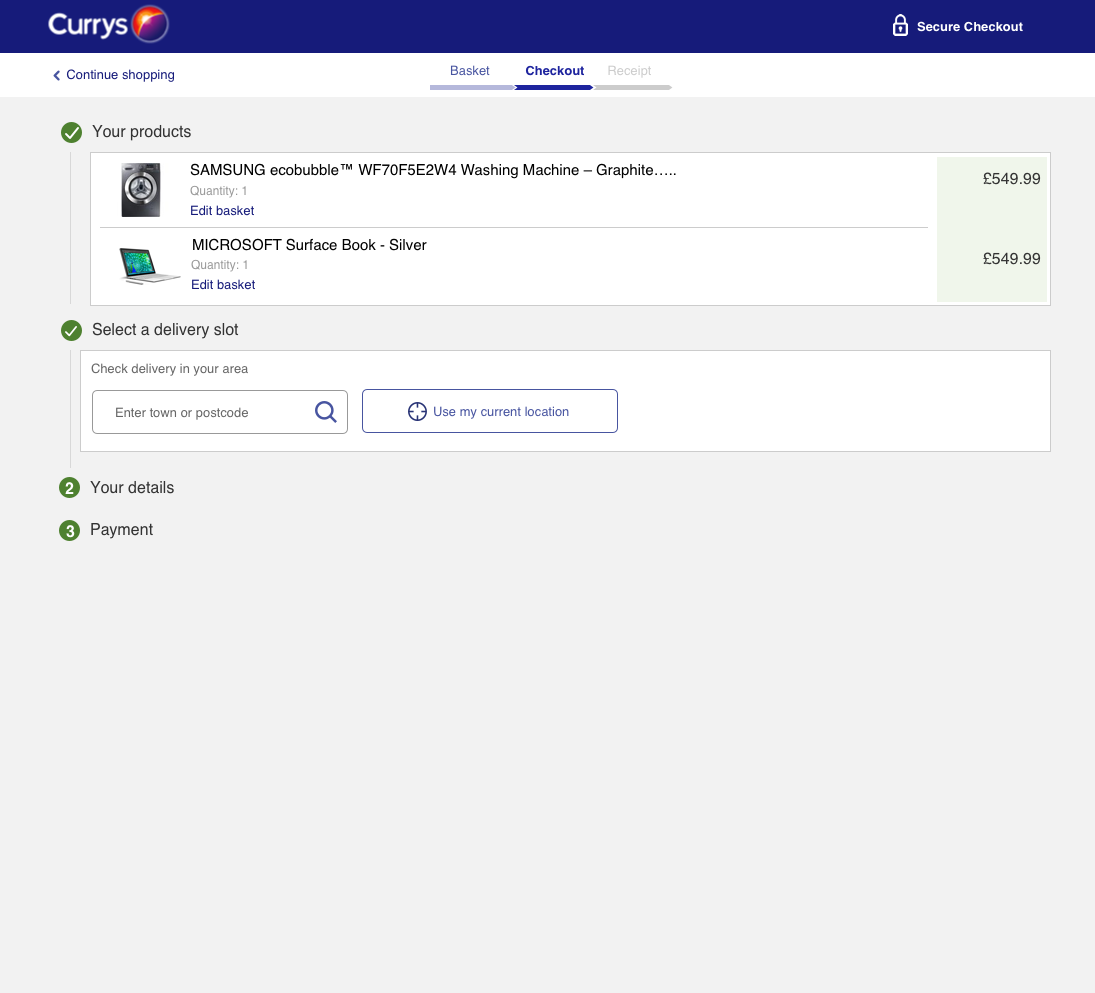 Currys
Secure Checkout
Continue shopping
Basket
Checkout
Receipt
Your products
SAMSUNG ecobubble™ WF70F5E2W4 Washing Machine – Graphite…..
£549.99
Quantity: 1
Edit basket
MICROSOFT Surface Book - Silver
£549.99
Quantity: 1
Edit basket
Select a delivery slot
Check delivery in your area
Enter town or postcode
Use my current location
2 Your details
3 Payment